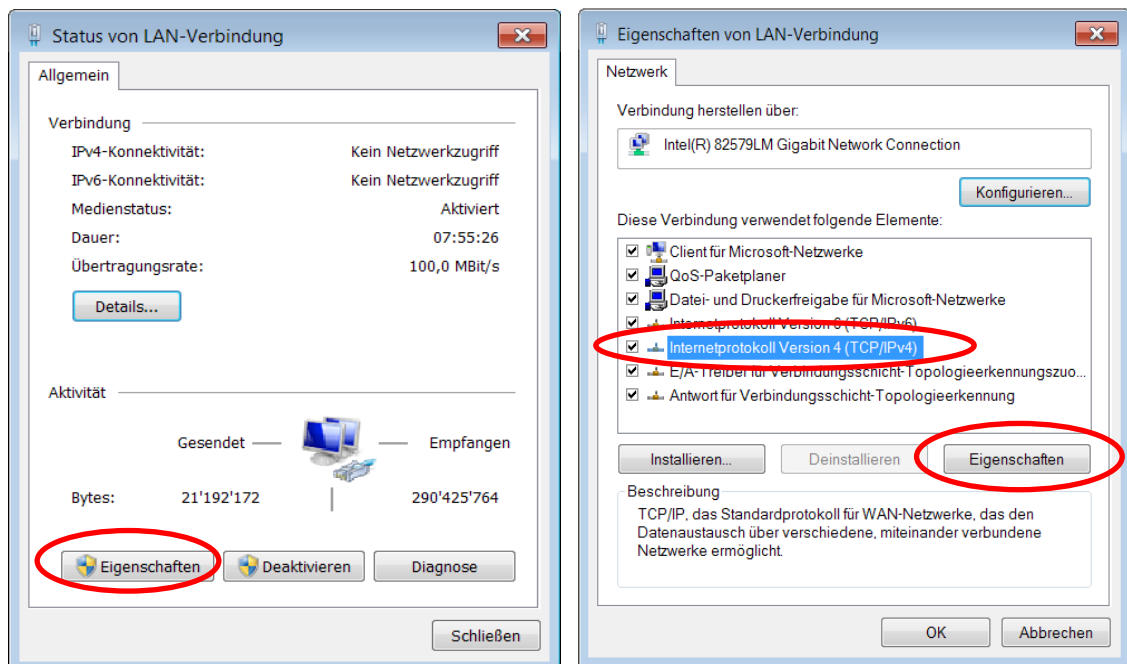 Status von LAN-Verbindung
Allgemein
Verbindung
IPv4-Konnektivität: Kein Netzwerkzugriff
IPv6-Konnektivität: Kein Netzwerkzugriff
Medienstatus: Aktiviert
Dauer: 07:55:26
Übertragungsrate: 100,0 MBit/s
Details...
Aktivität
Gesendet Empfangen
Bytes: 21'192'172 290'425'764
Eigenschaften Deaktivieren Diagnose
Schließen
Eigenschaften von LAN-Verbindung
Netzwerk
Verbindung herstellen über:
Intel(R) 82579LM Gigabit Network Connection
Konfigurieren...
Diese Verbindung verwendet folgende Elemente:
Client für Microsoft-Netzwerke
QoS-Paketplaner
Datei- und Druckerfreigabe für Microsoft-Netzwerke
Internetprotokoll Version 6 (TCP/IPv6)
Internetprotokoll Version 4 (TCP/IPv4)
E/A-Treiber für Verbindungsschicht-Topologieerkennungszuo...
Antwort für Verbindungsschicht-Topologieerkennung
Installieren... Deinstallieren Eigenschaften
Beschreibung
TCP/IP, das Standardprotokoll für WAN-Netzwerke, das den
Datenaustausch über verschiedene, miteinander verbundene
Netzwerke ermöglicht.
OK Abbrechen